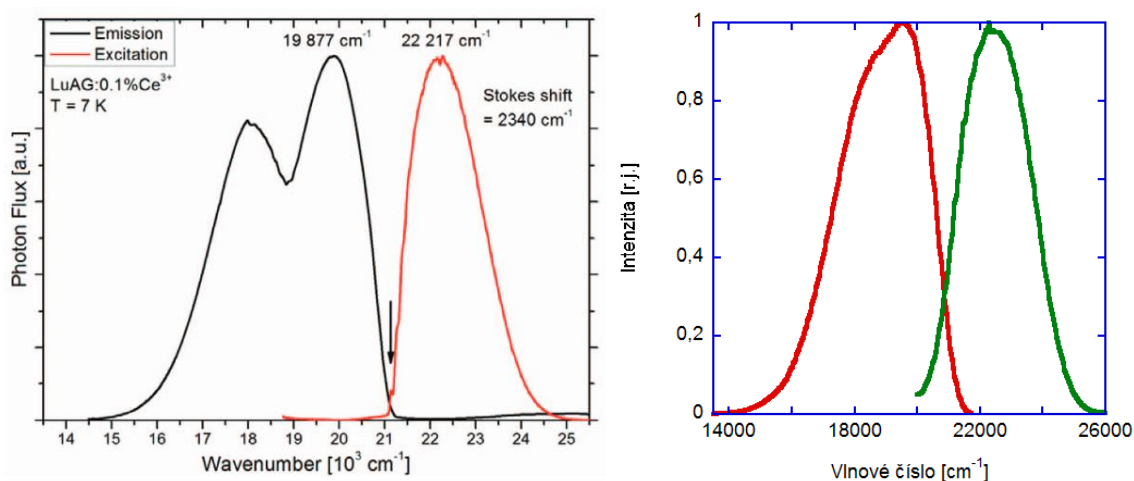 Emission
Excitation
19 877 cm⁻¹
22 217 cm⁻¹
LuAG:0.1%Ce³⁺
T = 7 K
Stokes shift
= 2340 cm⁻¹
Photon Flux [a.u.]
14 15 16 17 18 19 20 21 22 23 24 25
Wavenumber [10³ cm⁻¹]
1
0,8
0,6
0,4
0,2
0
Intenzita [r.j.]
14000 18000 22000 26000
Vlnové číslo [cm⁻¹]